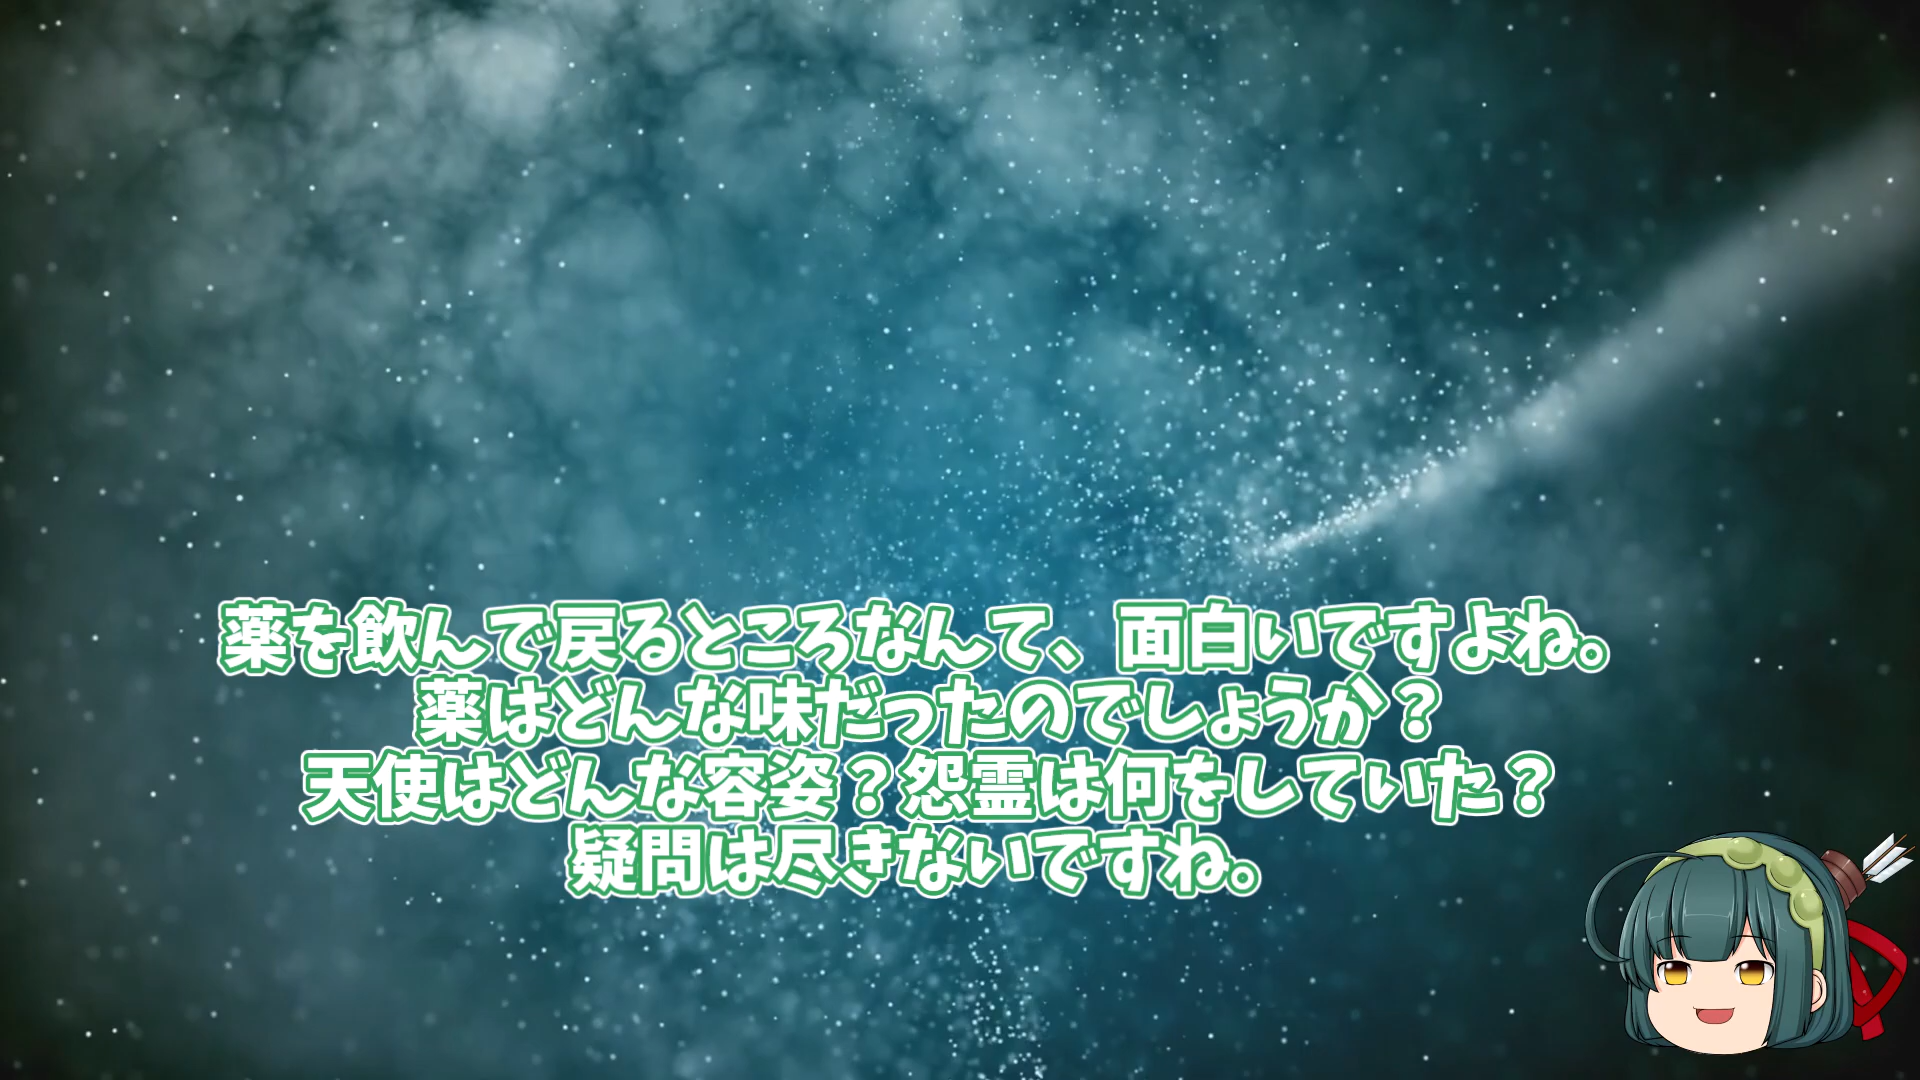 薬を飲んで戻るところなんて、面白いですよね。
薬はどんな味だったのでしょうか？
天使はどんな容姿？怨霊は何をしていた？
疑問は尽きないですね。